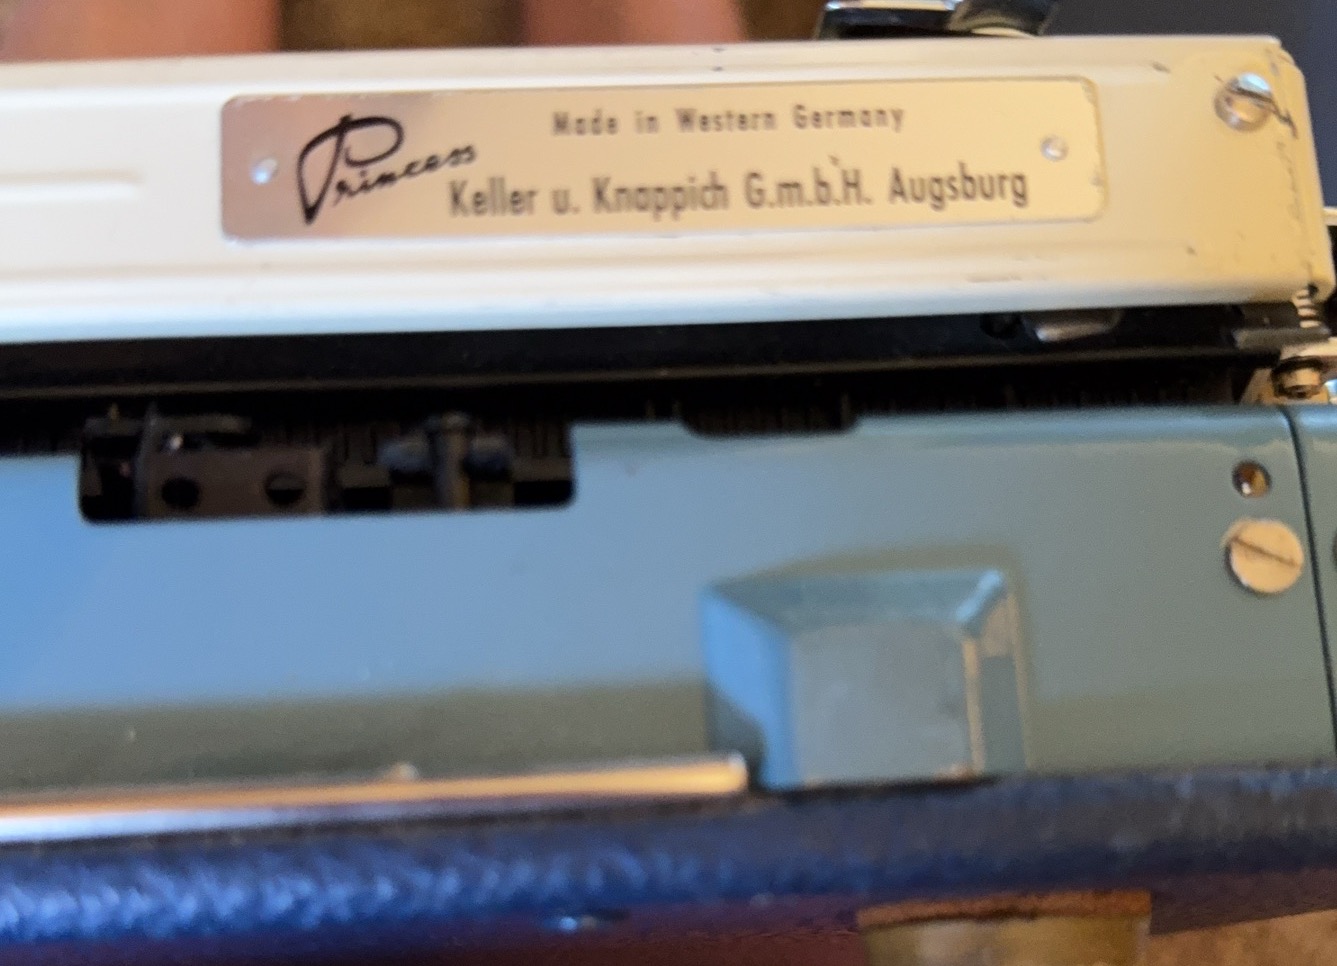 Made in Western Germany
Princess
Keller u. Knappich G.m.b.H. Augsburg